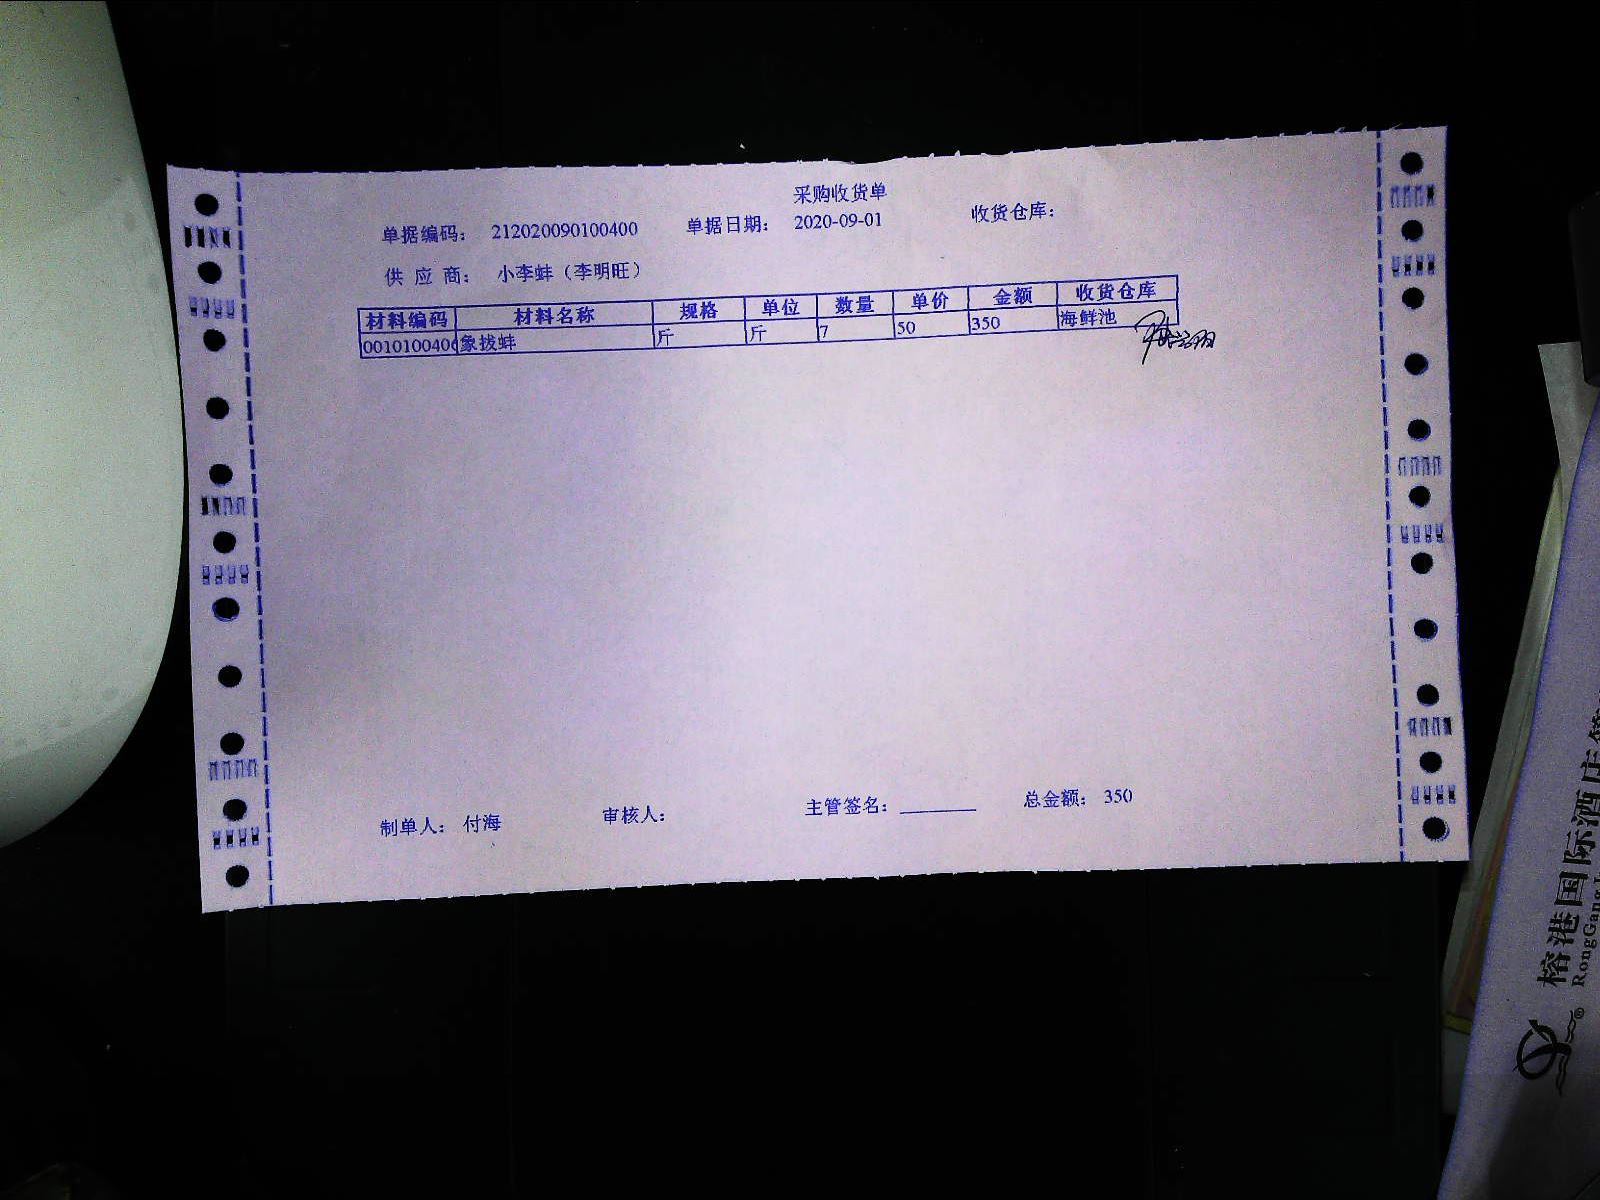 采购收货单
单据编码： 212020090100400 单据日期： 2020-09-01 收货仓库：
供 应 商： 小李蚌（李明旺）
材料编码 材料名称 规格 单位 数量 单价 金额 收货仓库
0010100406 象拔蚌 斤 斤 7 50 350 海鲜池
制单人： 付海 审核人： 主管签名： ________ 总金额： 350
榕港国际酒店
RongGang